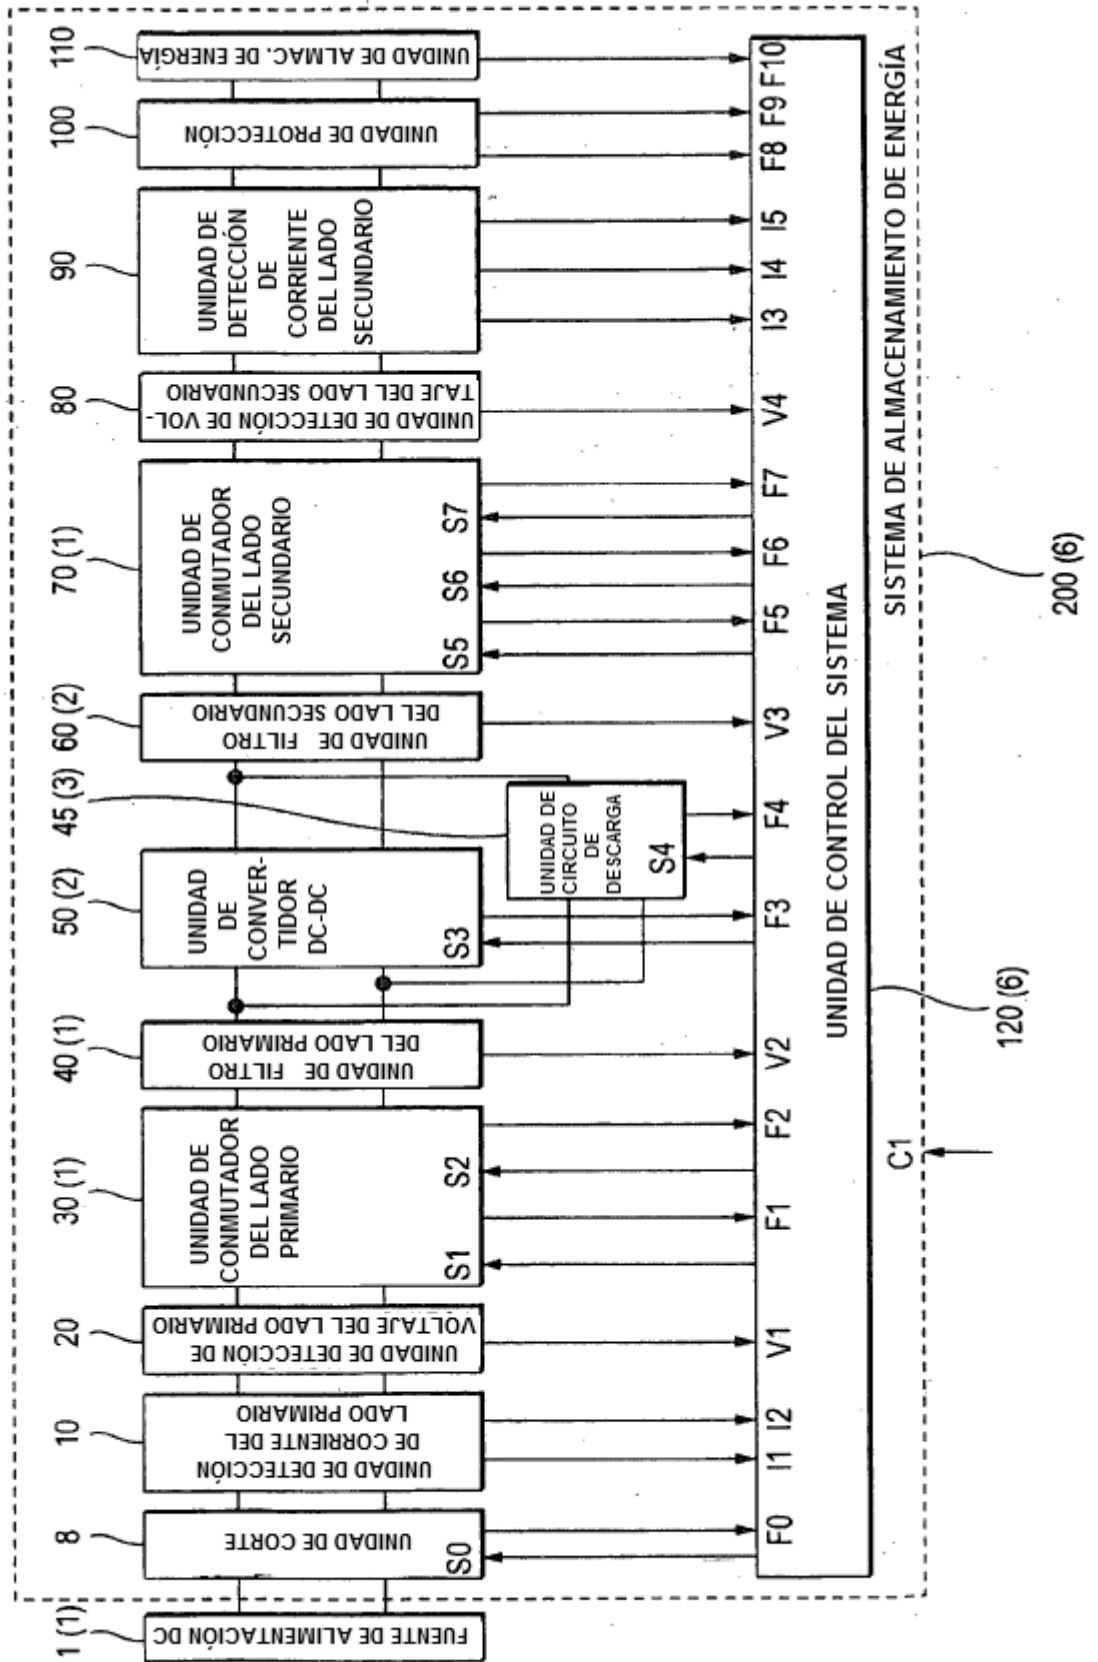 1 (1)
FUENTE DE ALIMENTACIÓN DC
8
UNIDAD DE CORTE
S0
F0
10
UNIDAD DE DETECCIÓN
DE CORRIENTE DEL
LADO PRIMARIO
I1
I2
20
UNIDAD DE DETECCIÓN DE
VOLTAJE DEL LADO PRIMARIO
V1
30 (1)
UNIDAD DE
CONMUTADOR
DEL LADO
PRIMARIO
S1
S2
F1
F2
40 (1)
UNIDAD DE FILTRO
DEL LADO PRIMARIO
V2
50 (2)
UNIDAD
DE
CONVER-
TIDOR
DC-DC
S3
F3
45 (3)
UNIDAD DE
CIRCUITO
DE
DESCARGA
S4
F4
60 (2)
UNIDAD DE FILTRO
DEL LADO SECUNDARIO
V3
70 (1)
UNIDAD DE
CONMUTADOR
DEL LADO
SECUNDARIO
S5
S6
S7
F5
F6
F7
80
UNIDAD DE DETECCIÓN DE VOL-
TAJE DEL LADO SECUNDARIO
V4
90
UNIDAD DE
DETECCIÓN
DE
CORRIENTE
DEL LADO
SECUNDARIO
I3
I4
I5
100
UNIDAD DE PROTECCIÓN
F8
F9
110
UNIDAD DE ALMAC. DE ENERGÍA
F10
UNIDAD DE CONTROL DEL SISTEMA
120 (6)
C1
SISTEMA DE ALMACENAMIENTO DE ENERGÍA
200 (6)